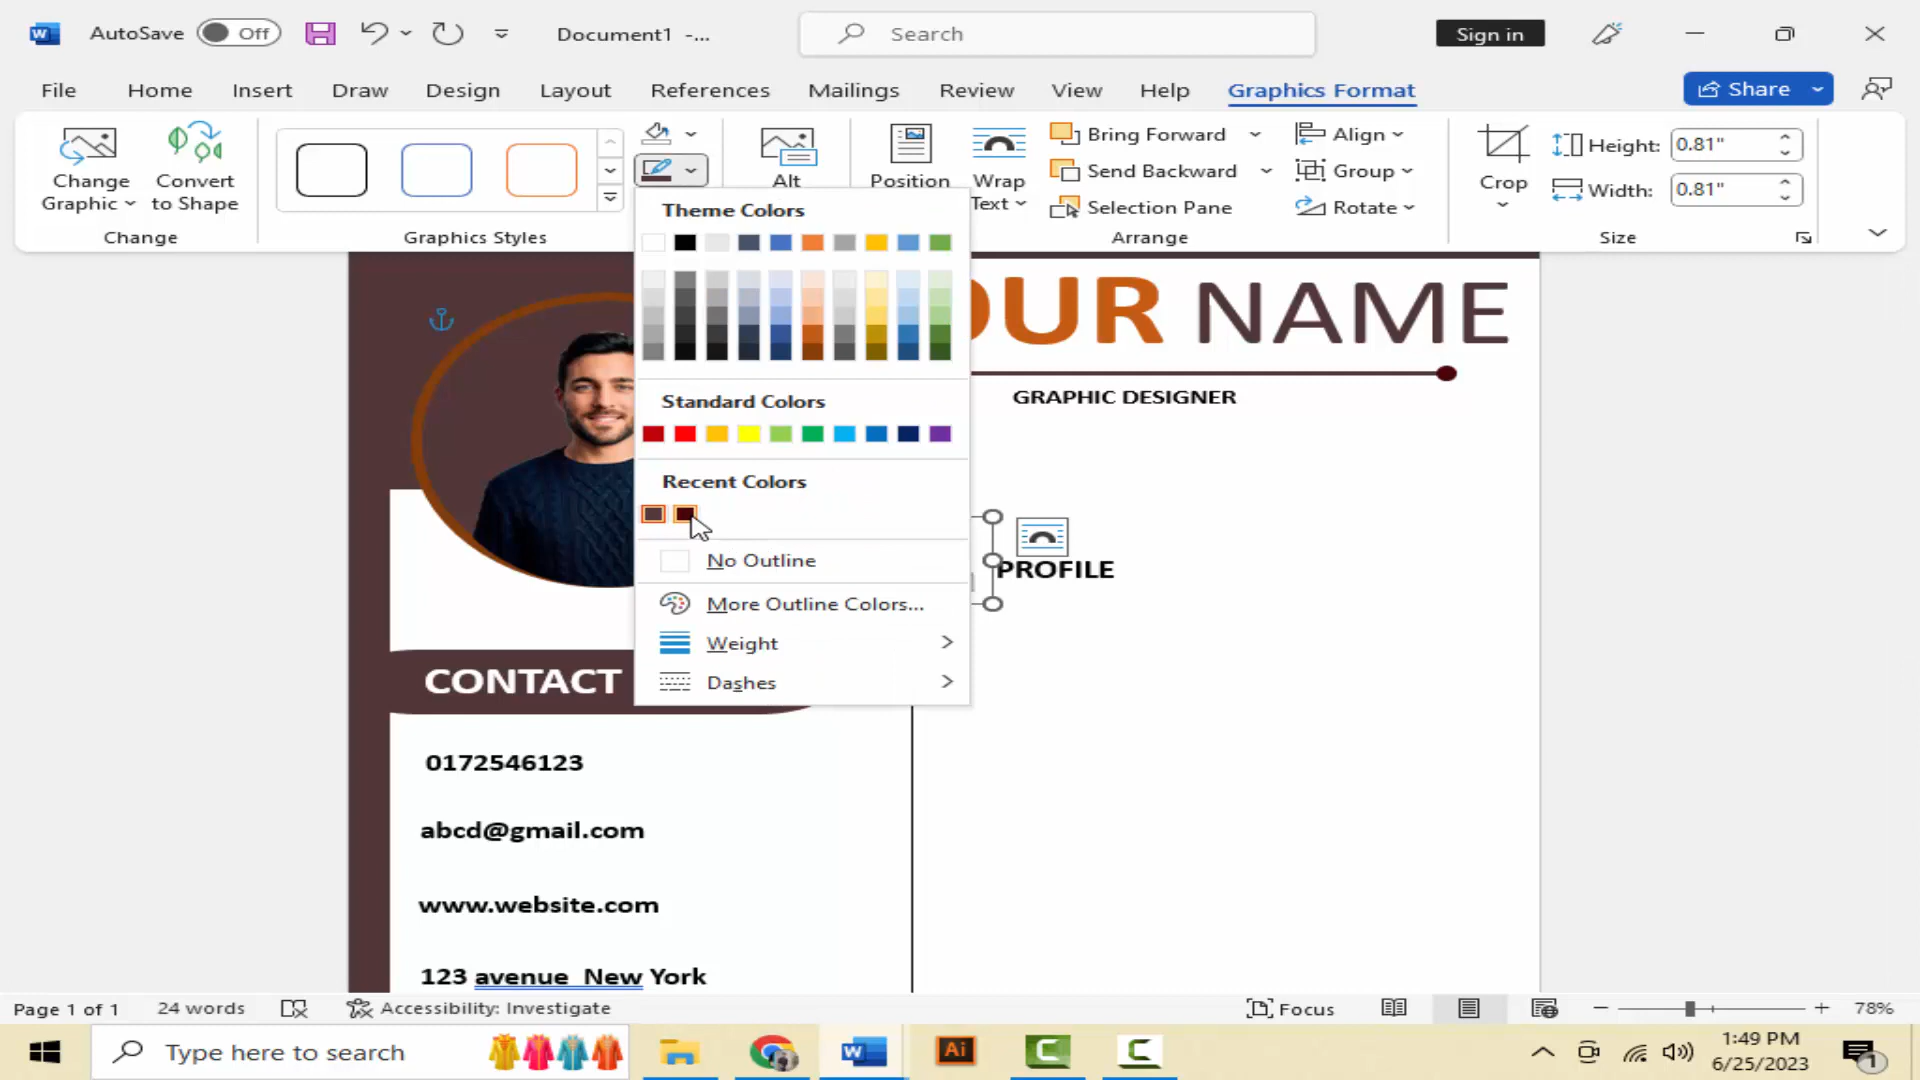 AutoSave Off Document1 -... Search Sign in
File Home Insert Draw Design Layout References Mailings Review View Help Graphics Format Share
Change Graphic
Convert to Shape
Change
Graphics Styles
Alt
Position
Wrap Text
Bring Forward
Send Backward
Selection Pane
Align
Group
Rotate
Arrange
Crop
Height: 0.81"
Width: 0.81"
Size
Theme Colors
Standard Colors
Recent Colors
No Outline
More Outline Colors...
Weight
Dashes
OUR NAME
GRAPHIC DESIGNER
PROFILE
CONTACT
0172546123
abcd@gmail.com
www.website.com
123 avenue New York
Page 1 of 1 24 words Accessibility: Investigate Focus 78%
Type here to search
W
Ai
1:49 PM
6/25/2023
1